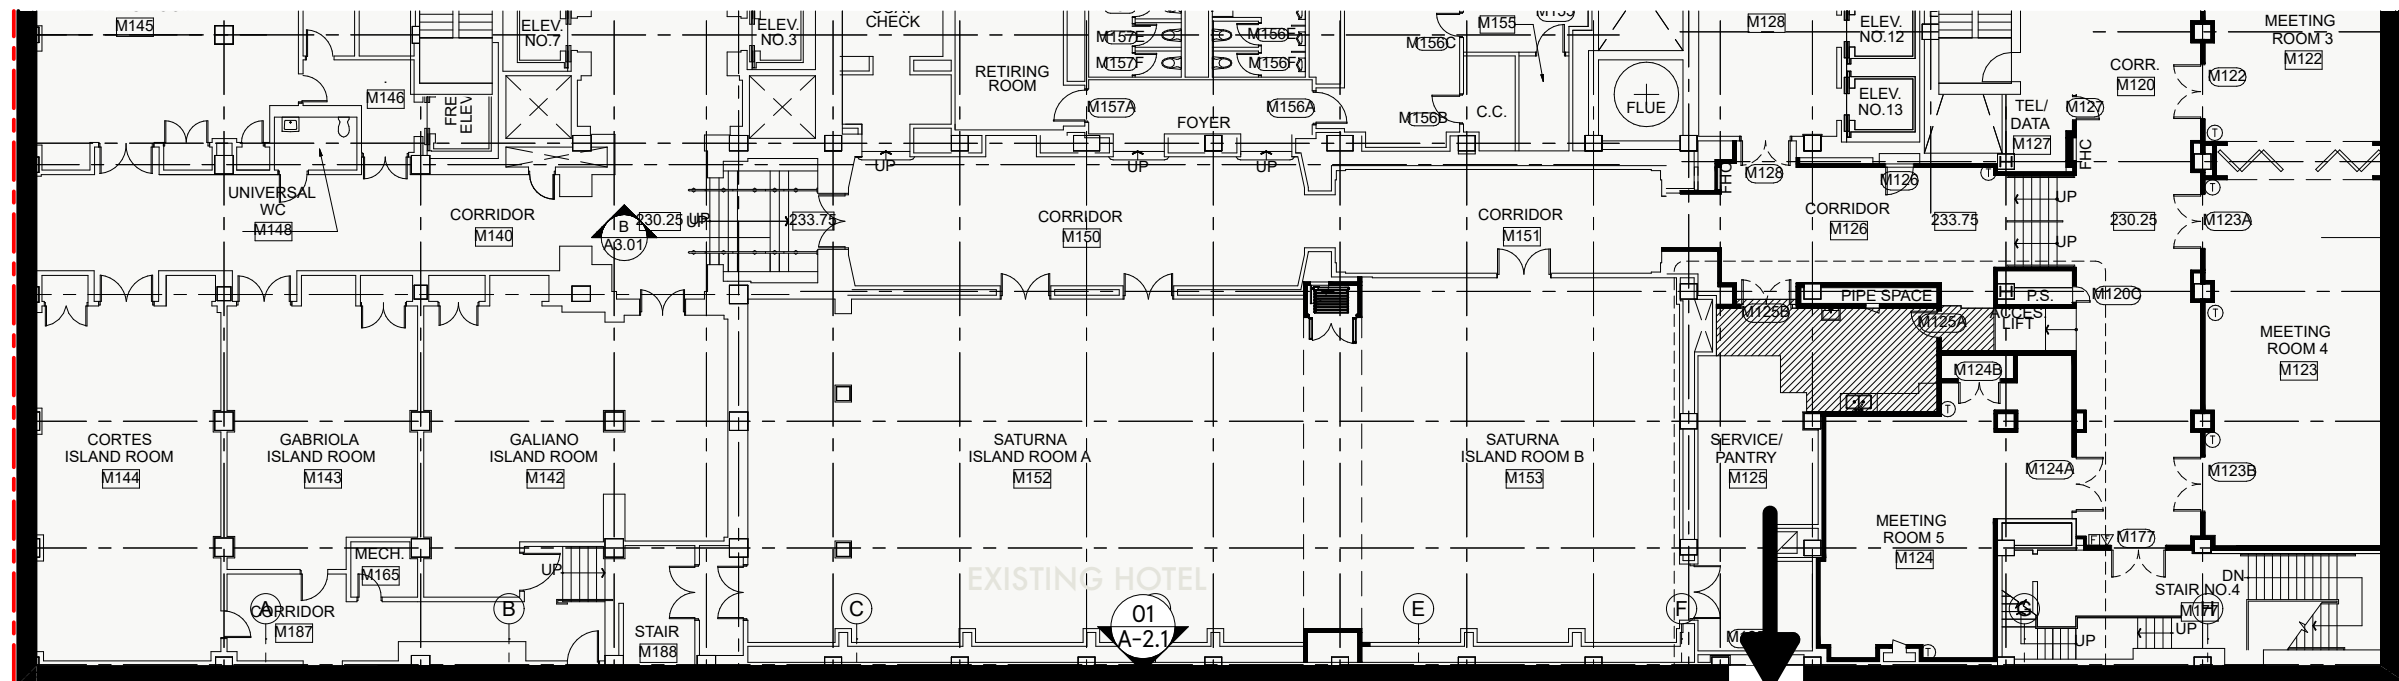 M145
M146
ELEV.
NO.7
ELEV.
NO.3
CHECK
RETIRING
ROOM
M157E
M157F
M157A
M156E
M156F
M156A
FOYER
M156C
M156B
M155
C.C.
FLUE
M128
ELEV.
NO.12
ELEV.
NO.13
TEL/
DATA
M127
M127
FHC
CORR.
M120
M122
MEETING
ROOM 3
M122
UNIVERSAL
WC
M148
CORRIDOR
M140
B
A3.01
230.25
UP
UP
233.75
UP
UP
UP
CORRIDOR
M150
CORRIDOR
M151
FHC
M128
M126
T
CORRIDOR
M126
233.75
UP
UP
230.25
T
T
M123A
PIPE SPACE
P.S.
M120C
M125B
M125A
LIFT
T
MEETING
ROOM 4
M123
M124B
T
CORTES
ISLAND ROOM
M144
GABRIOLA
ISLAND ROOM
M143
GALIANO
ISLAND ROOM
M142
SATURNA
ISLAND ROOM A
M152
SATURNA
ISLAND ROOM B
M153
SERVICE/
PANTRY
M125
M124A
T
M123B
MEETING
ROOM 5
M124
F
M177
MECH.
M165
UP
EXISTING HOTEL
DN
STAIR NO.4
M177
A
CORRIDOR
M187
B
STAIR
M188
C
01
A-2.1
E
F
T
G
H
UP
UP